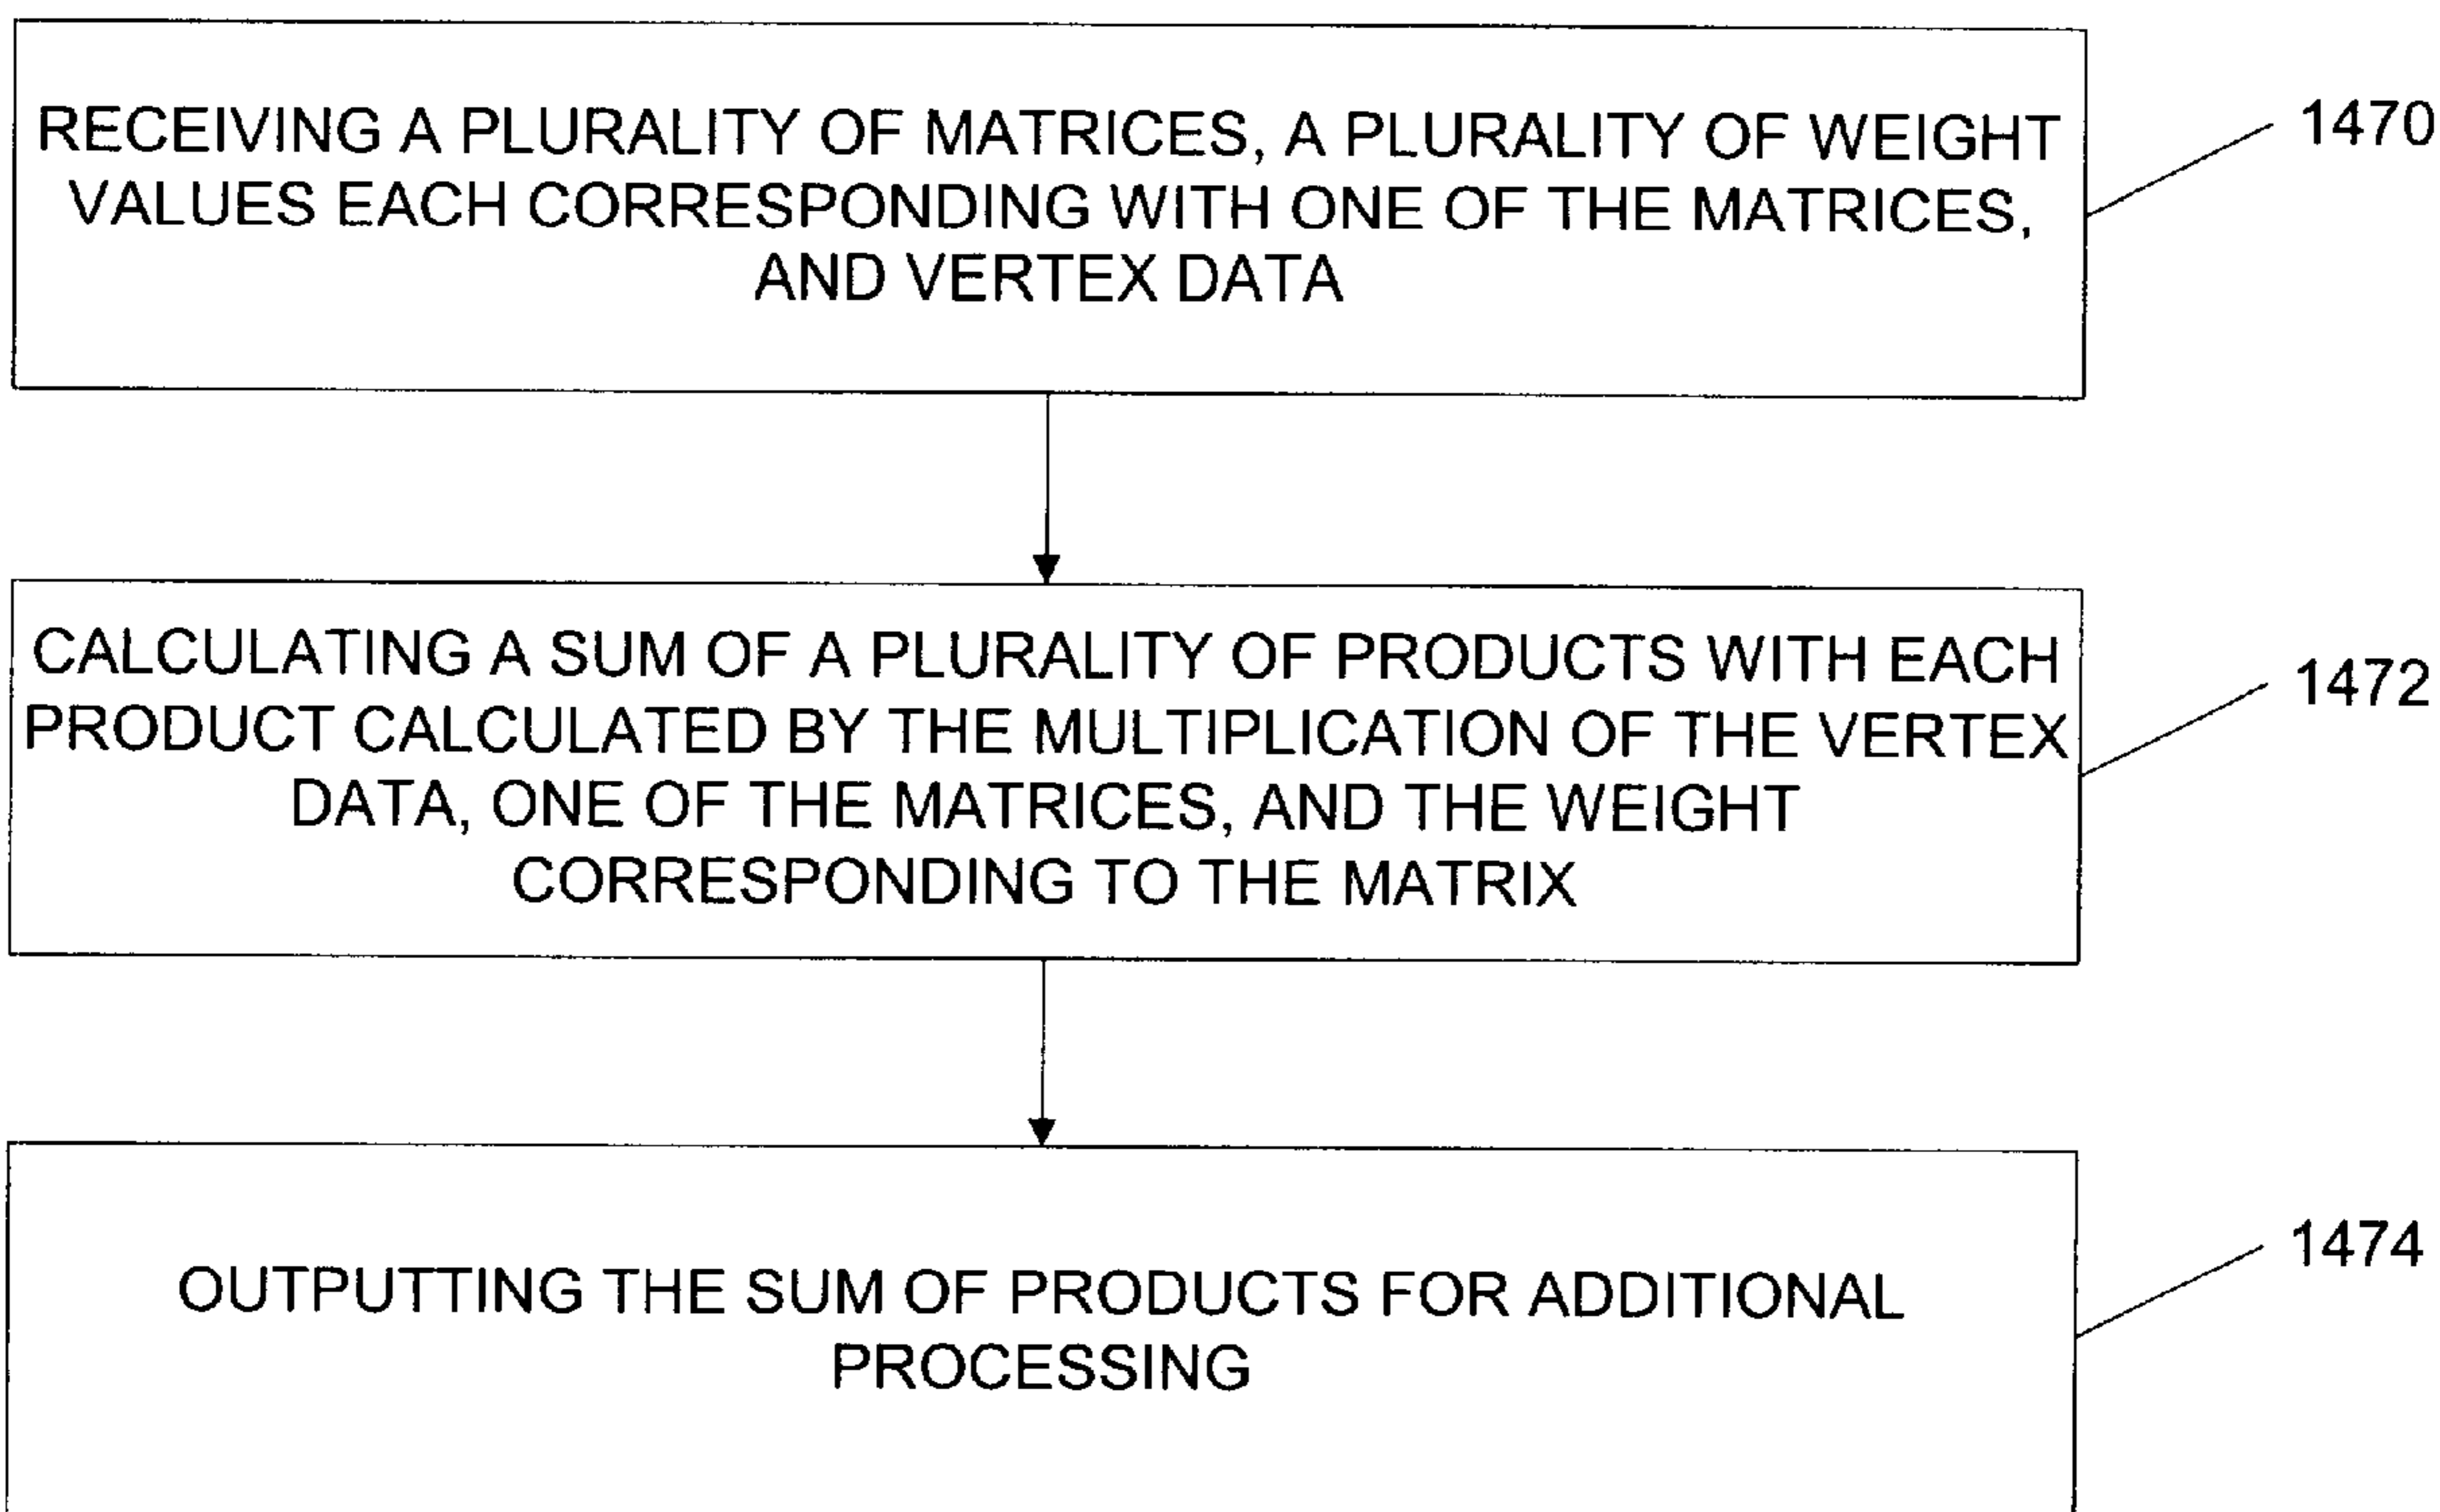 RECEIVING A PLURALITY OF MATRICES, A PLURALITY OF WEIGHT
VALUES EACH CORRESPONDING WITH ONE OF THE MATRICES,
AND VERTEX DATA
1470
CALCULATING A SUM OF A PLURALITY OF PRODUCTS WITH EACH
PRODUCT CALCULATED BY THE MULTIPLICATION OF THE VERTEX
DATA, ONE OF THE MATRICES, AND THE WEIGHT
CORRESPONDING TO THE MATRIX
1472
OUTPUTTING THE SUM OF PRODUCTS FOR ADDITIONAL
PROCESSING
1474